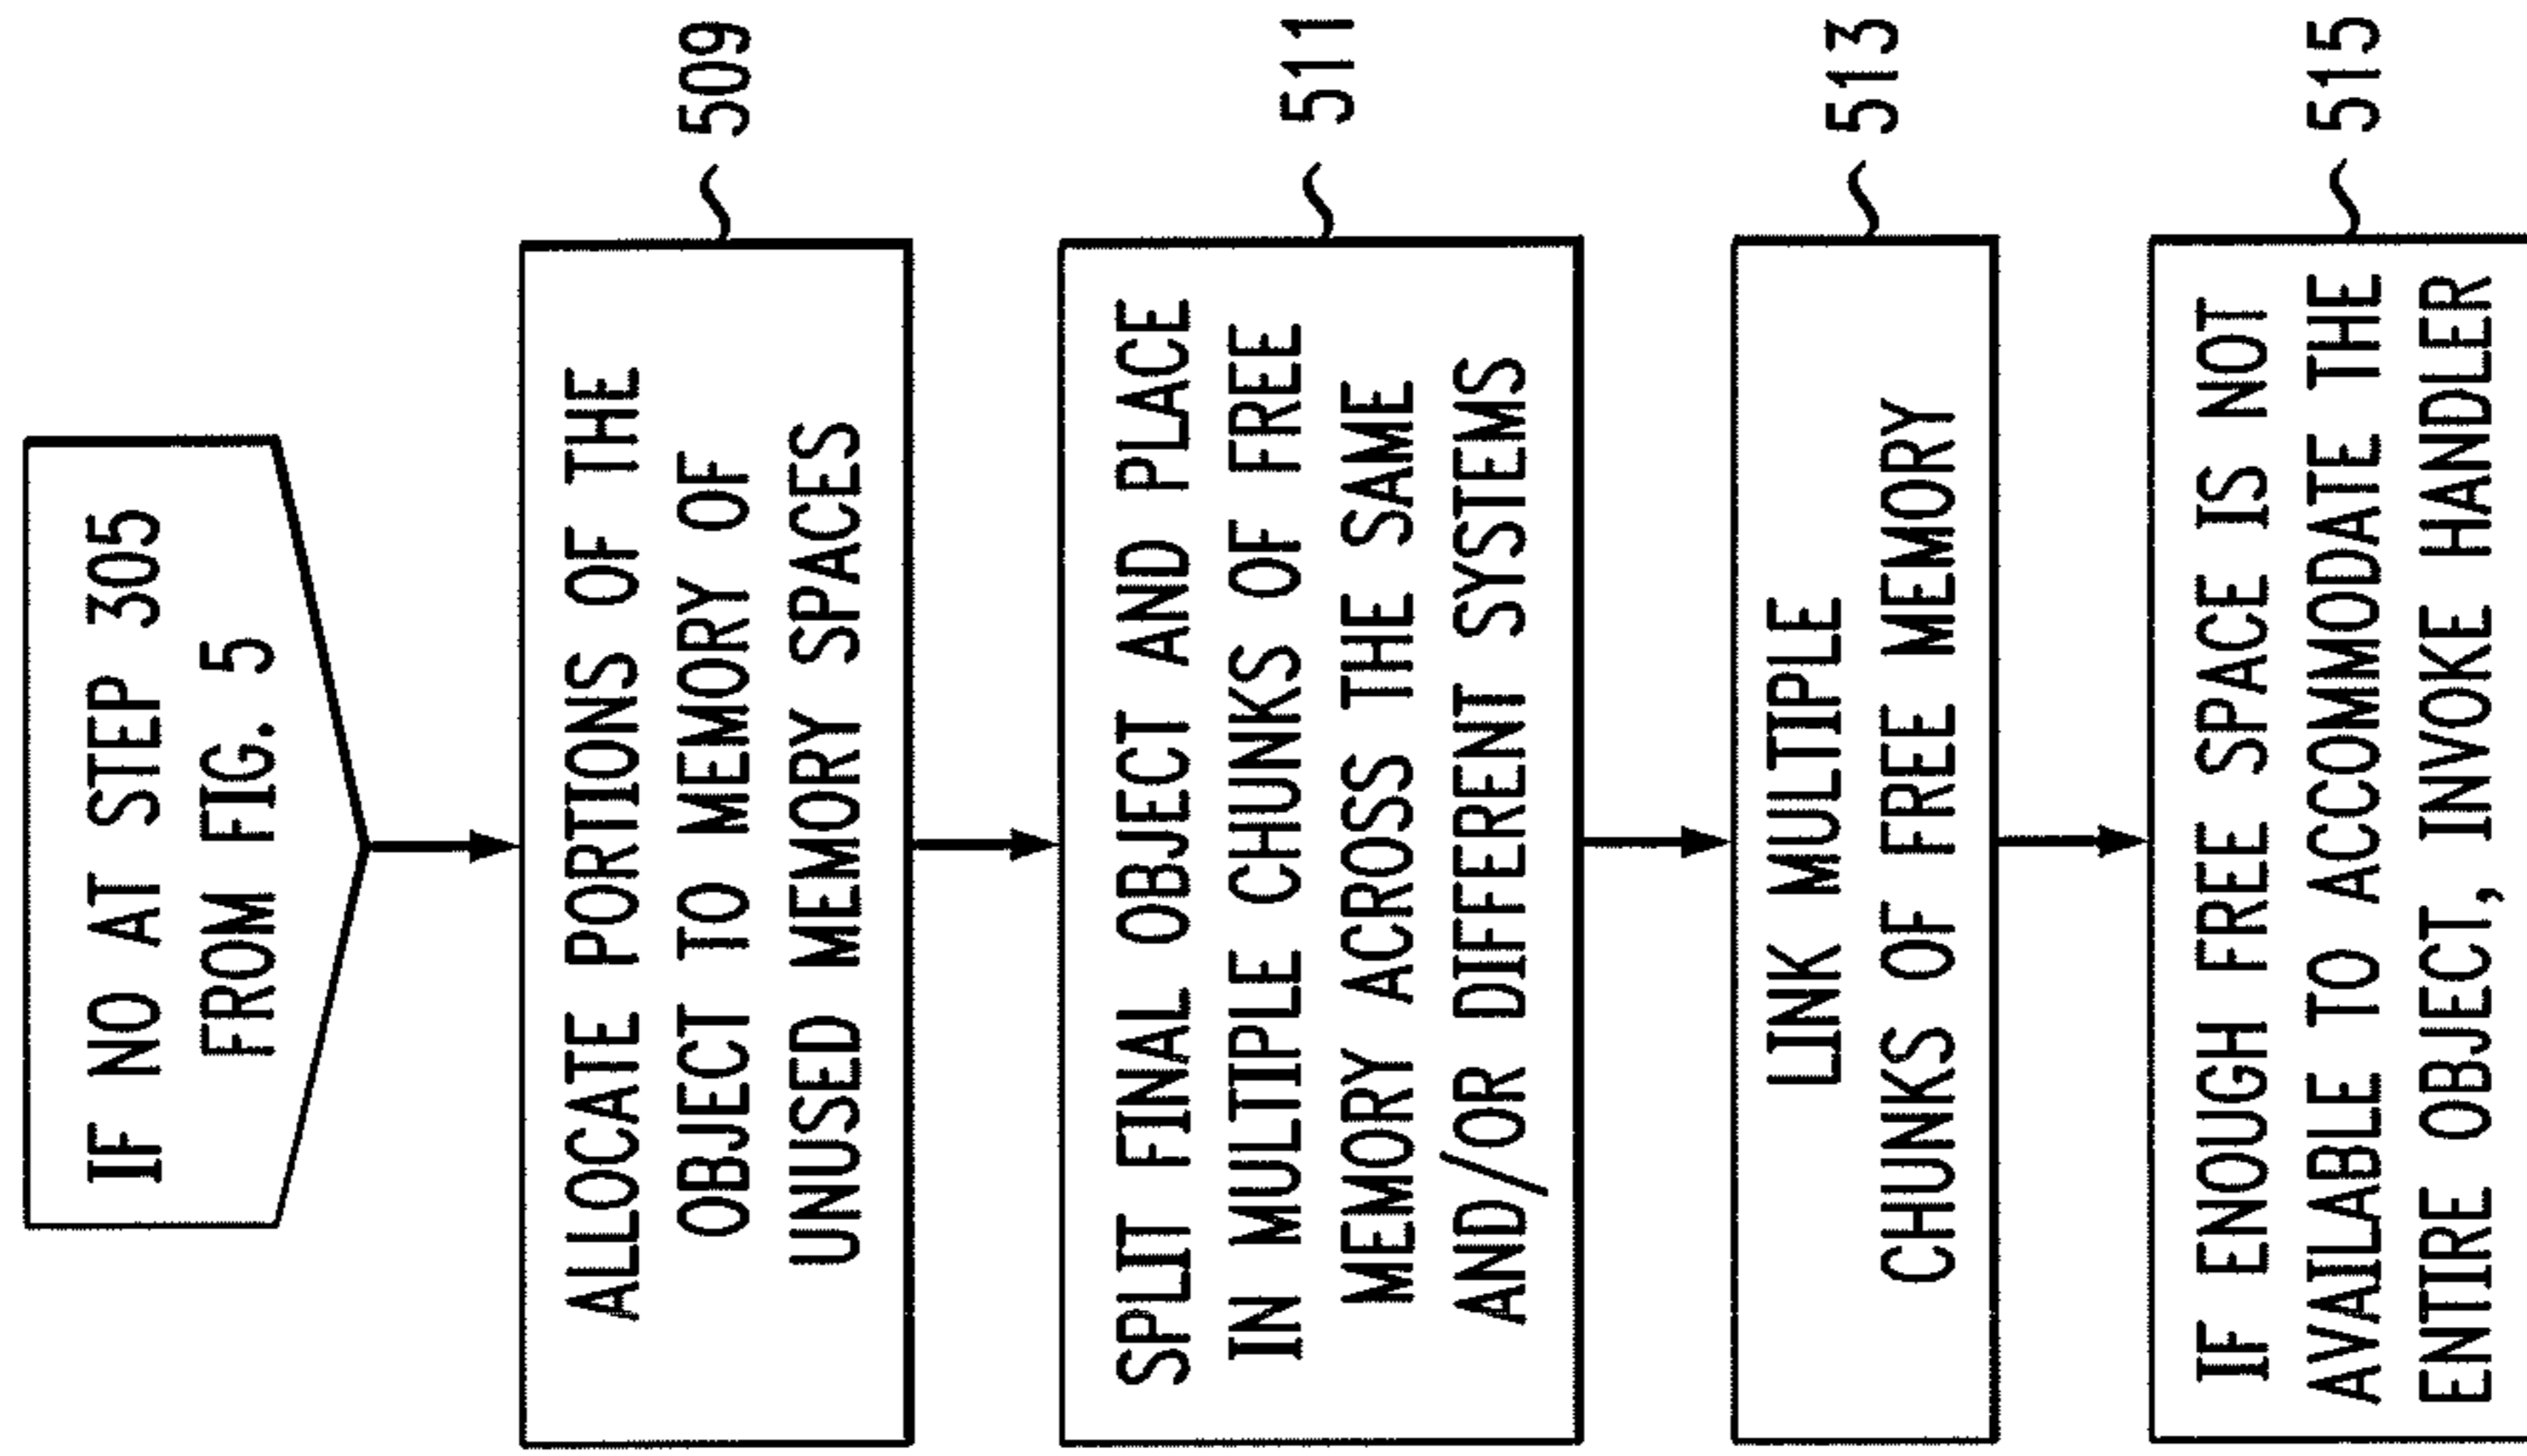 IF NO AT STEP 305
FROM FIG. 5
ALLOCATE PORTIONS OF THE
OBJECT TO MEMORY OF
UNUSED MEMORY SPACES
509
SPLIT FINAL OBJECT AND PLACE
IN MULTIPLE CHUNKS OF FREE
MEMORY ACROSS THE SAME
AND/OR DIFFERENT SYSTEMS
511
LINK MULTIPLE
CHUNKS OF FREE MEMORY
513
IF ENOUGH FREE SPACE IS NOT
AVAILABLE TO ACCOMMODATE THE
ENTIRE OBJECT, INVOKE HANDLER
515